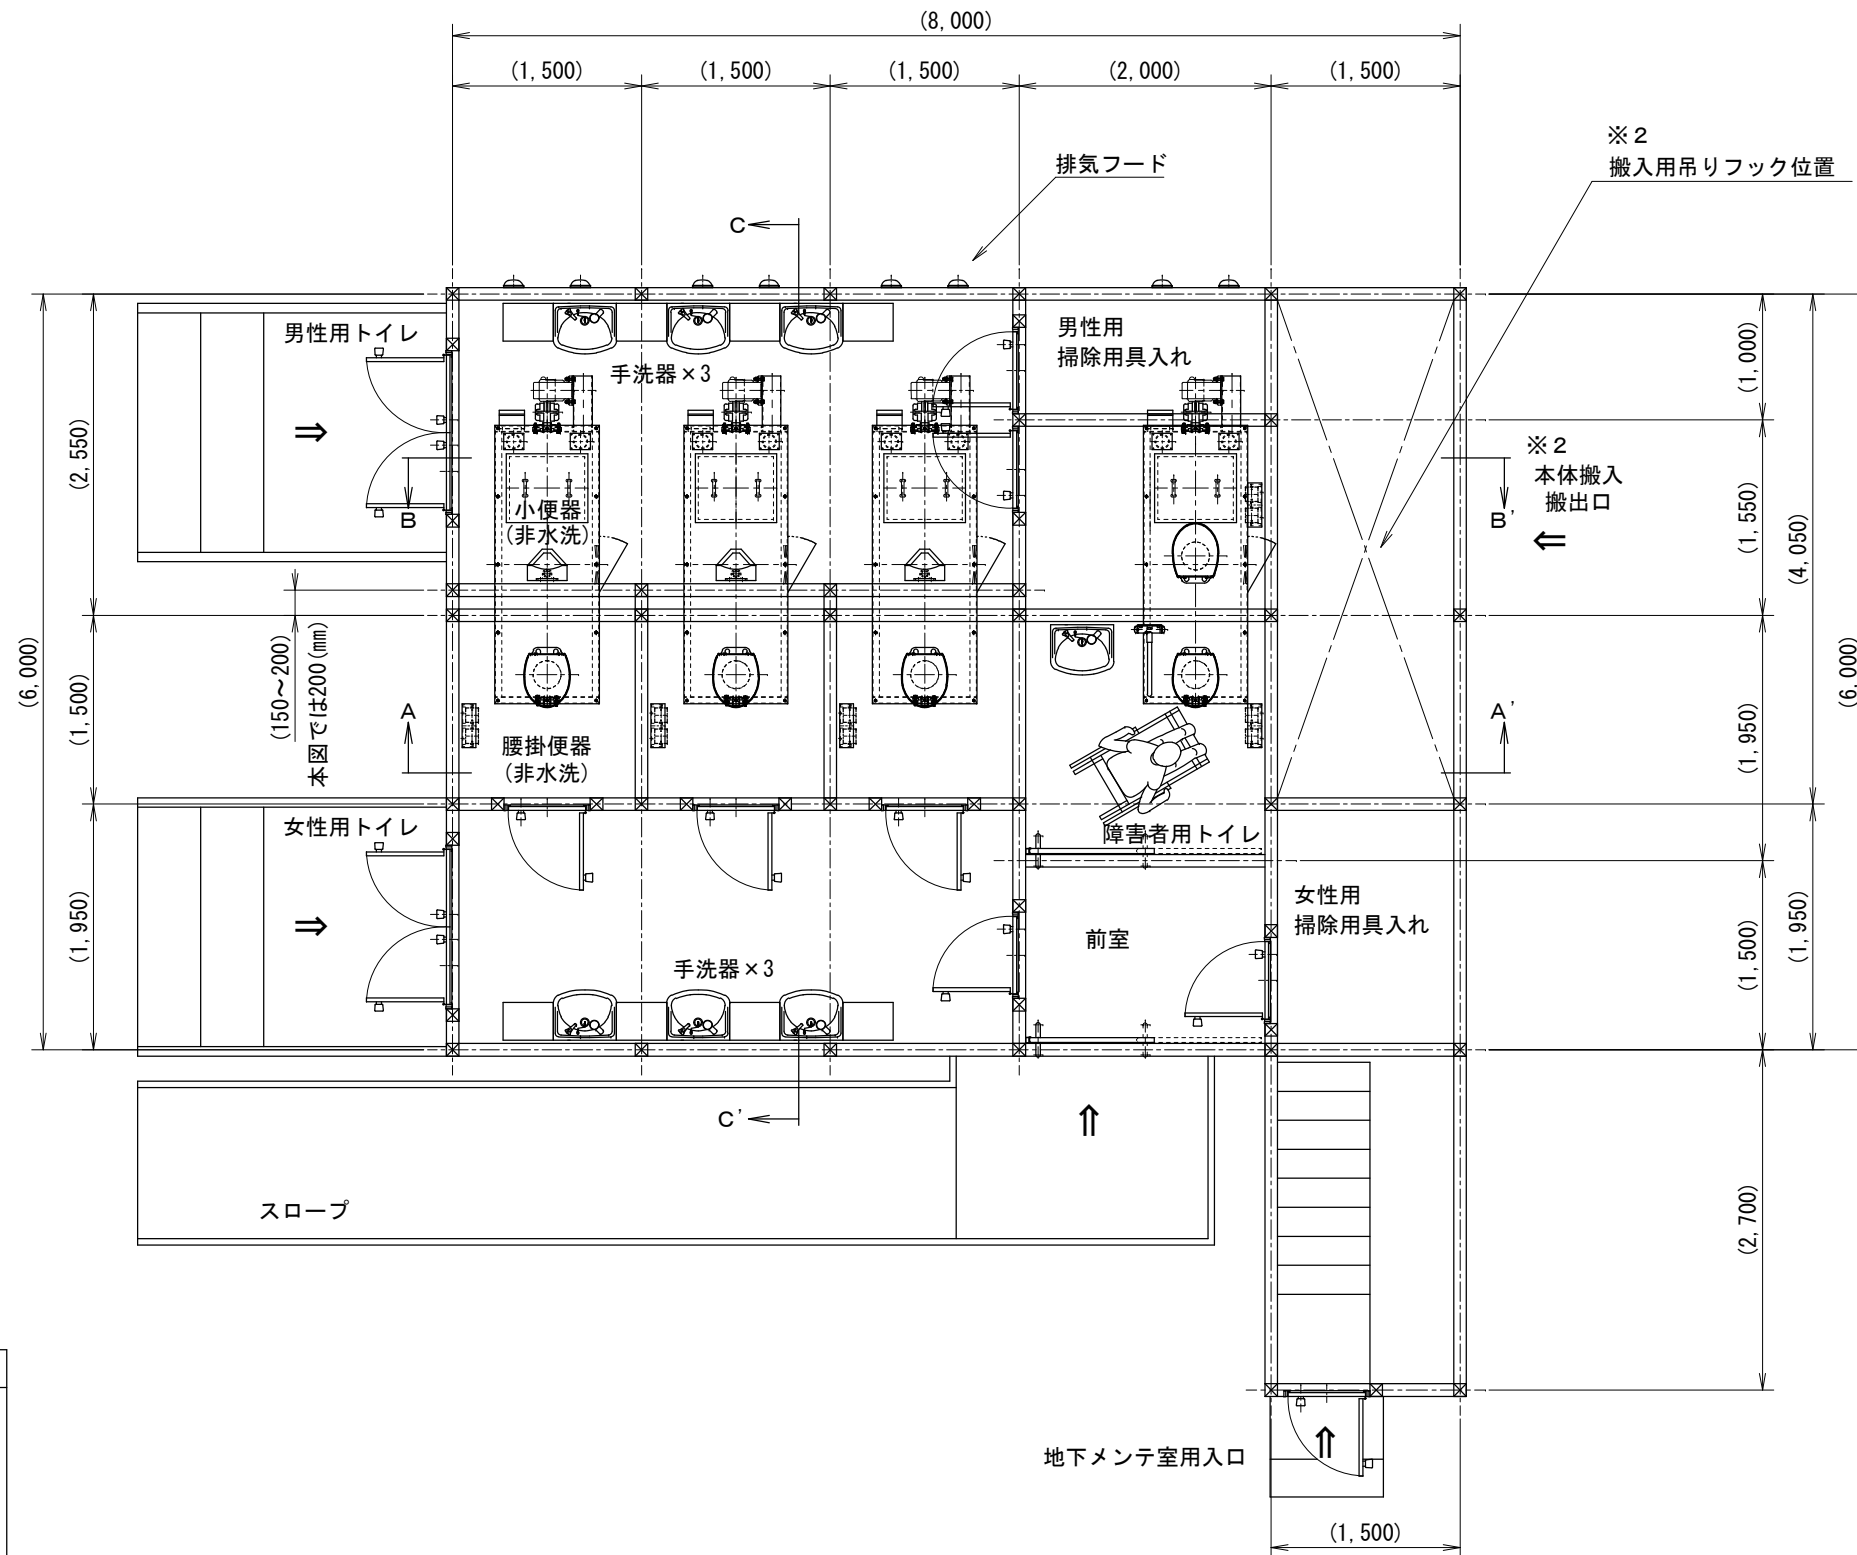 (8,000)
(1,500)
(1,500)
(1,500)
(2,000)
(1,500)
※2
搬入用吊りフック位置
排気フード
C
男性用トイレ
手洗器×3
男性用
掃除用具入れ
(1,000)
(2,550)
⇒
B
小便器
(非水洗)
※2
本体搬入
搬出口
⇐
B'
(1,550)
(4,050)
(6,000)
(150~200)
本図では200(㎜)
(1,500)
A
腰掛便器
(非水洗)
A'
(1,950)
(6,000)
女性用トイレ
障害者用トイレ
(1,950)
⇒
前室
女性用
掃除用具入れ
(1,500)
(1,950)
手洗器×3
C'
⇑
スロープ
(2,700)
地下メンテ室用入口
⇑
(1,500)